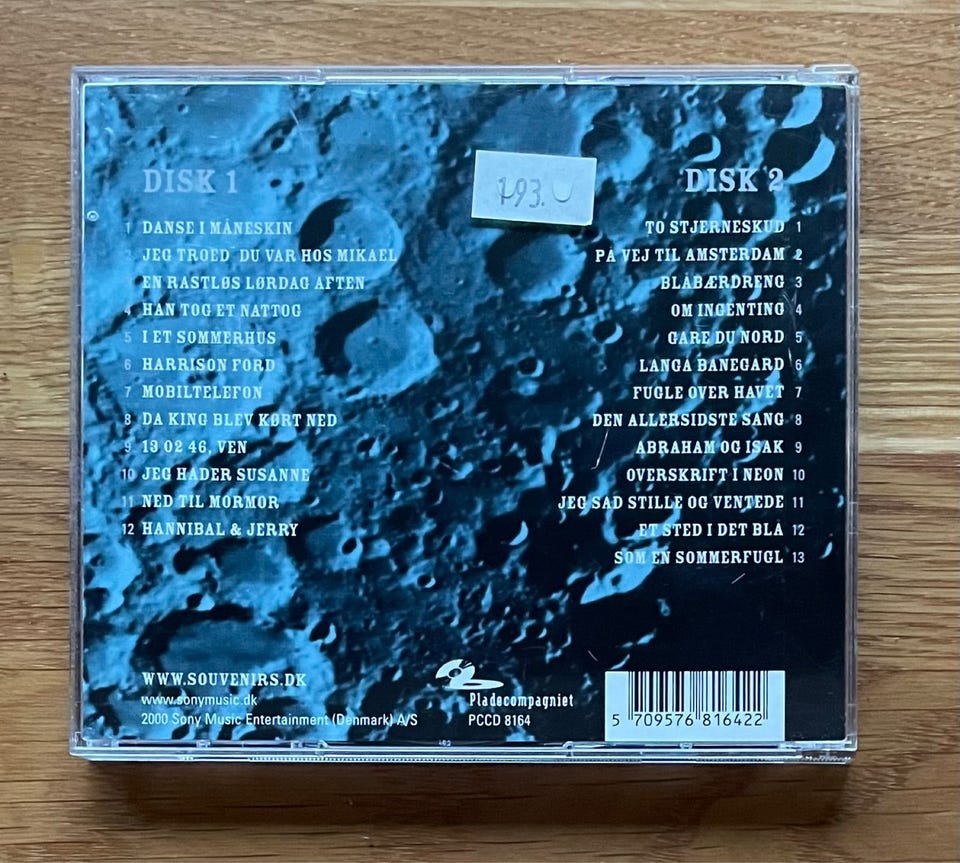 DISK 1
1 DANSE I MÅNESKIN
2 JEG TROED' DU VAR HOS MIKAEL
EN RASTLØS LØRDAG AFTEN
4 HAN TOG ET NATTOG
5 I ET SOMMERHUS
6 HARRISON FORD
7 MOBILTELEFON
8 DA KING BLEV KØRT NED
9 13 02 46, VEN
10 JEG HADER SUSANNE
11 NED TIL MORMOR
12 HANNIBAL & JERRY
193.
DISK 2
TO STJERNESKUD 1
PÅ VEJ TIL AMSTERDAM 2
BLÅBÆRDRENG 3
OM INGENTING 4
GARE DU NORD 5
LANGA BANEGARD 6
FUGLE OVER HAVET 7
DEN ALLERSIDSTE SANG 8
ABRAHAM OG ISAK 9
OVERSKRIFT I NEON 10
JEG SAD STILLE OG VENTEDE 11
ET STED I DET BLÅ 12
SOM EN SOMMERFUGL 13
WWW.SOUVENIRS.DK
www.sonymusic.dk
2000 Sony Music Entertainment (Denmark) A/S
Pladecompagniet
PCCD 8164
5 709576 816422